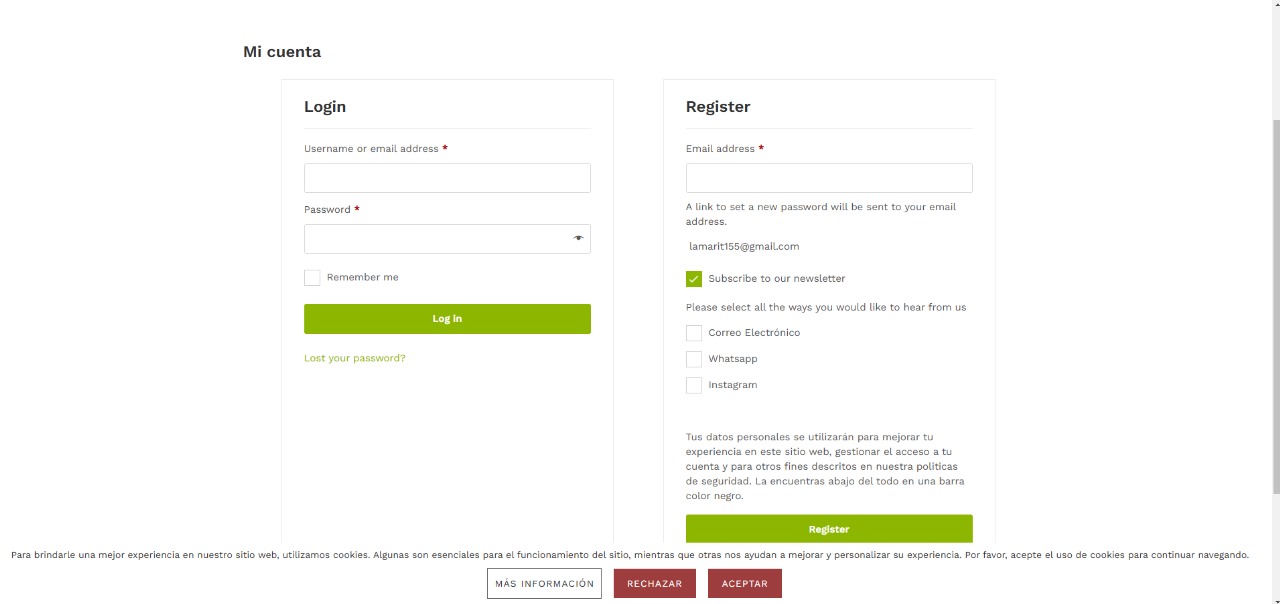 Mi cuenta
Login
Username or email address *
Password *
Remember me
Log in
Lost your password?
Register
Email address *
A link to set a new password will be sent to your email
address.
lamarit155@gmail.com
Subscribe to our newsletter
Please select all the ways you would like to hear from us
Correo Electrónico
Whatsapp
Instagram
Tus datos personales se utilizarán para mejorar tu
experiencia en este sitio web, gestionar el acceso a tu
cuenta y para otros fines descritos en nuestra politicas
de seguridad. La encuentras abajo del todo en una barra
color negro.
Register
Para brindarle una mejor experiencia en nuestro sitio web, utilizamos cookies. Algunas son esenciales para el funcionamiento del sitio, mientras que otras nos ayudan a mejorar y personalizar su experiencia. Por favor, acepte el uso de cookies para continuar navegando.
MÁS INFORMACIÓN
RECHAZAR
ACEPTAR